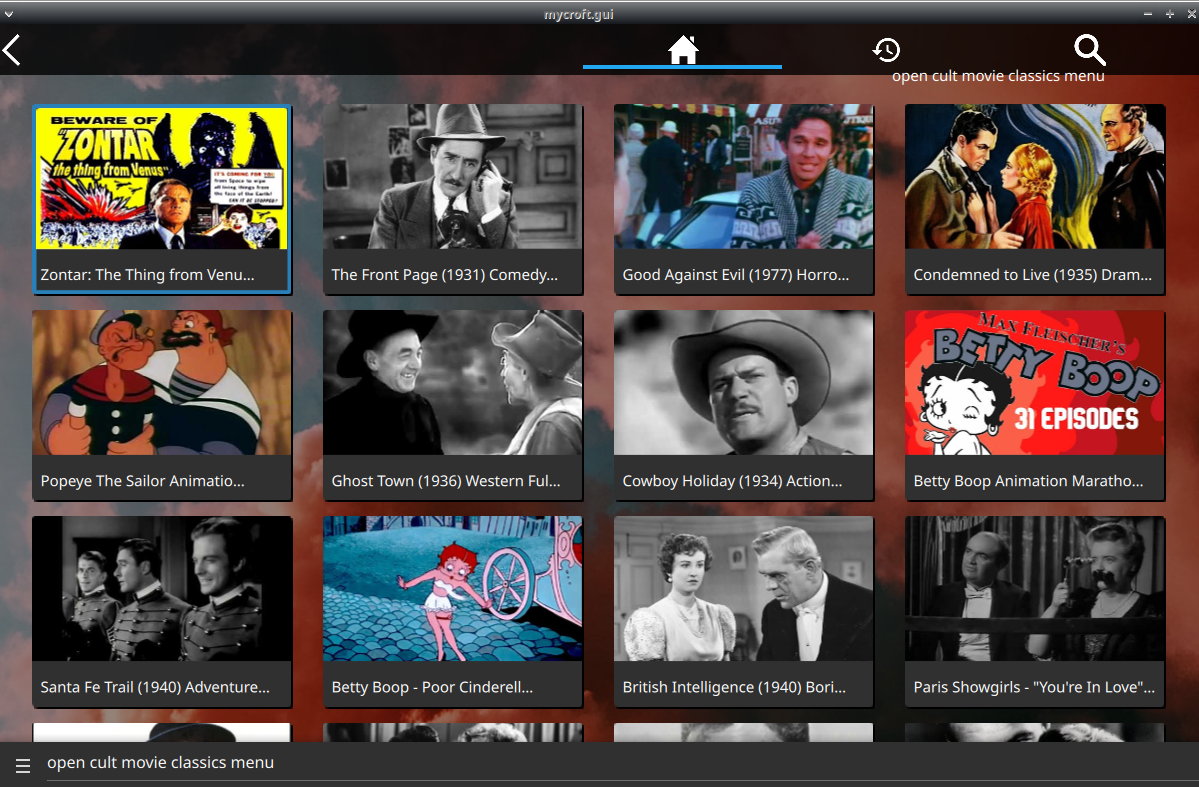 mycroft.gui
open cult movie classics menu
BEWARE OF
"ZONTAR
the thing from Venus"
IT'S COMING FOR YOU
from Space to wipe
all living things from
the face of the Earth!
CAN IT BE STOPPED?
Zontar: The Thing from Venu...
The Front Page (1931) Comedy...
Good Against Evil (1977) Horro...
Condemned to Live (1935) Dram...
MAX FLEISCHER'S
BETTY BOOP
31 EPISODES
Popeye The Sailor Animatio...
Ghost Town (1936) Western Ful...
Cowboy Holiday (1934) Action...
Betty Boop Animation Maratho...
Santa Fe Trail (1940) Adventure...
Betty Boop - Poor Cinderell...
British Intelligence (1940) Bori...
Paris Showgirls - "You're In Love"...
open cult movie classics menu